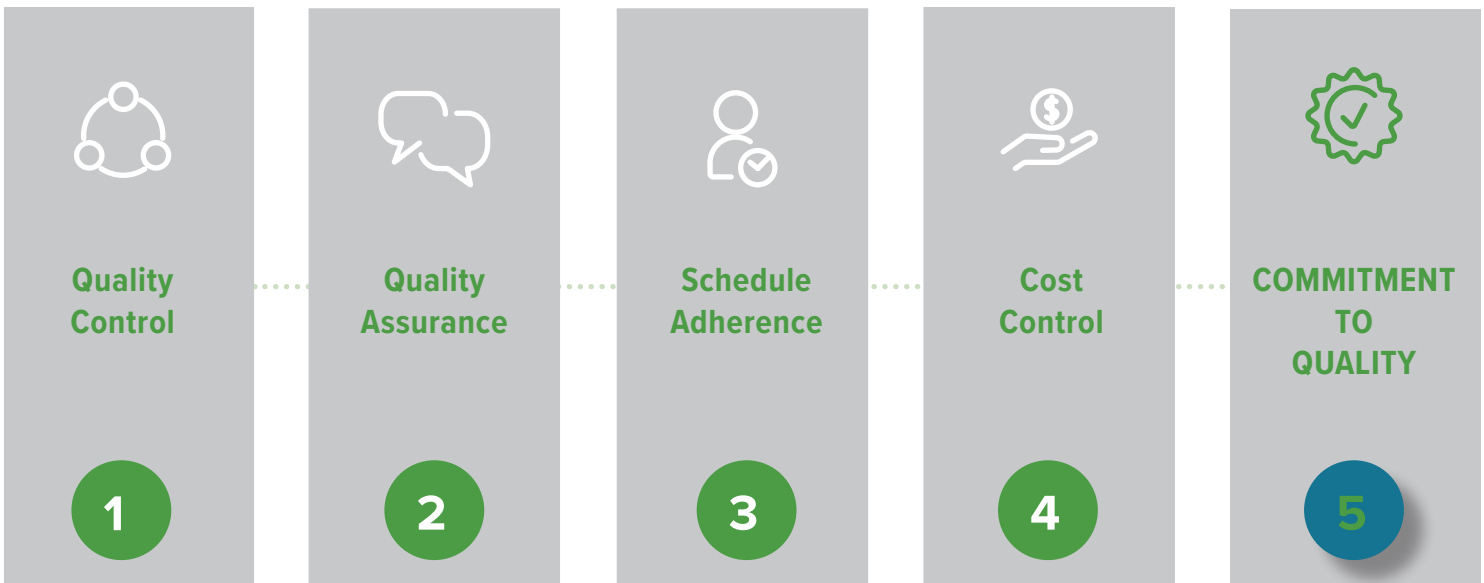 Quality
Control
1
Quality
Assurance
2
Schedule
Adherence
3
$
Cost
Control
4
COMMITMENT
TO
QUALITY
5